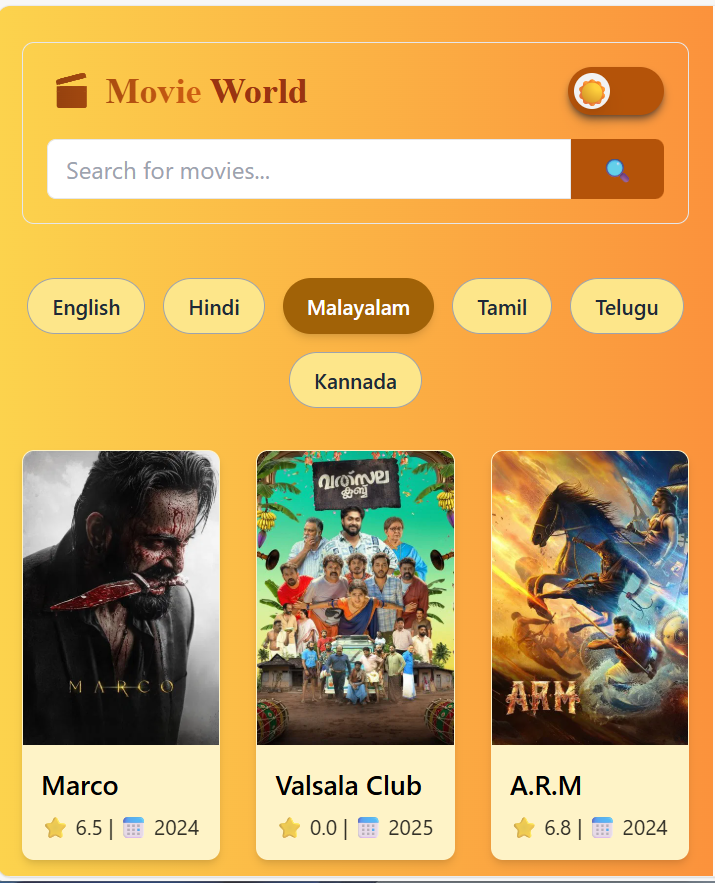 Movie World
Search for movies...
English
Hindi
Malayalam
Tamil
Telugu
Kannada
MARCO
വത്സല
ക്ലബ്ബ്
ARM
Marco
6.5 | 2024
Valsala Club
0.0 | 2025
A.R.M
6.8 | 2024